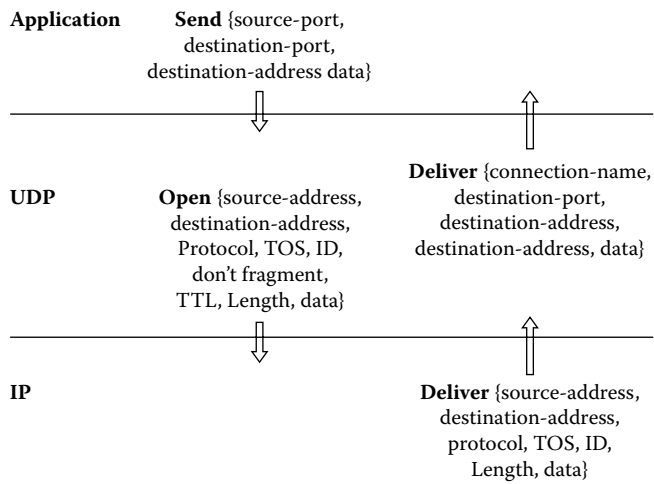 Application
Send {source-port,
destination-port,
destination-address data}
UDP
Open {source-address,
destination-address,
Protocol, TOS, ID,
don't fragment,
TTL, Length, data}
Deliver {connection-name,
destination-port,
destination-address,
destination-address, data}
IP
Deliver {source-address,
destination-address,
protocol, TOS, ID,
Length, data}